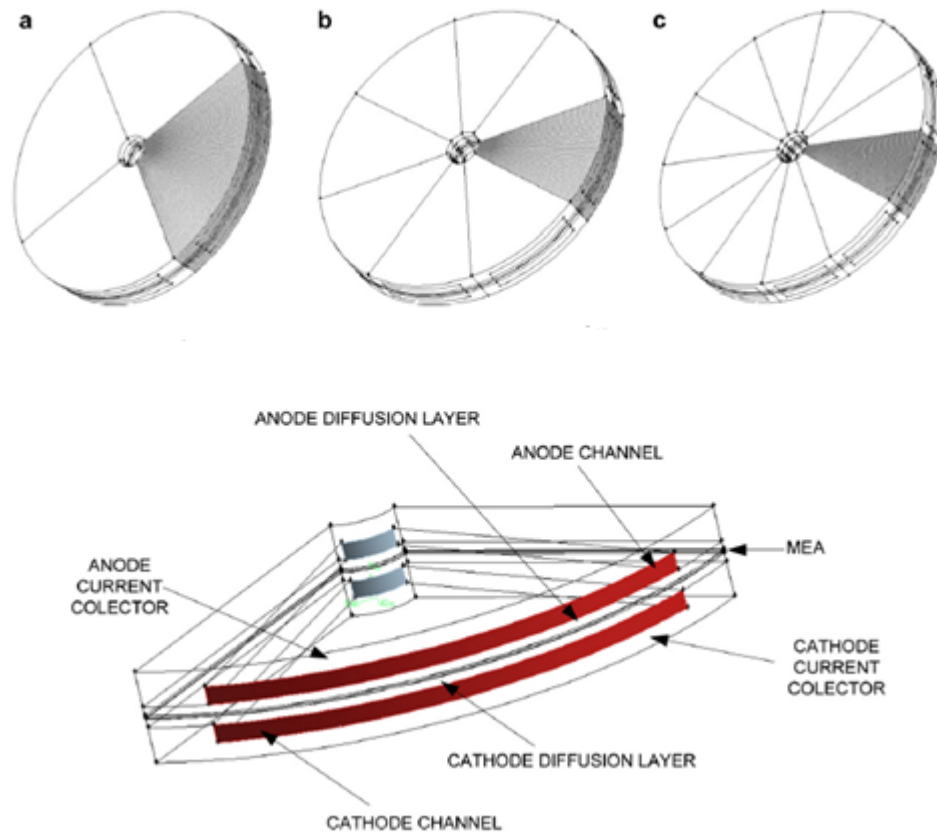 a
b
c
ANODE DIFFUSION LAYER
ANODE CHANNEL
MEA
ANODE
CURRENT
COLECTOR
CATHODE
CURRENT
COLECTOR
CATHODE DIFFUSION LAYER
CATHODE CHANNEL